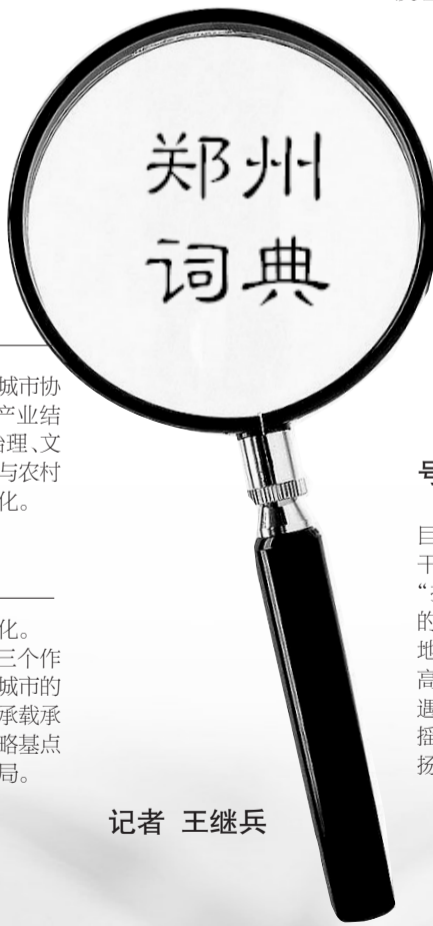 郑州
词典
城市协
产业结
治理、文
与农村
化。
化。
三个作
城市的
承载承
略基点
局。
记者 王继兵
号
目
干
的
地
高
遇
摇
扬